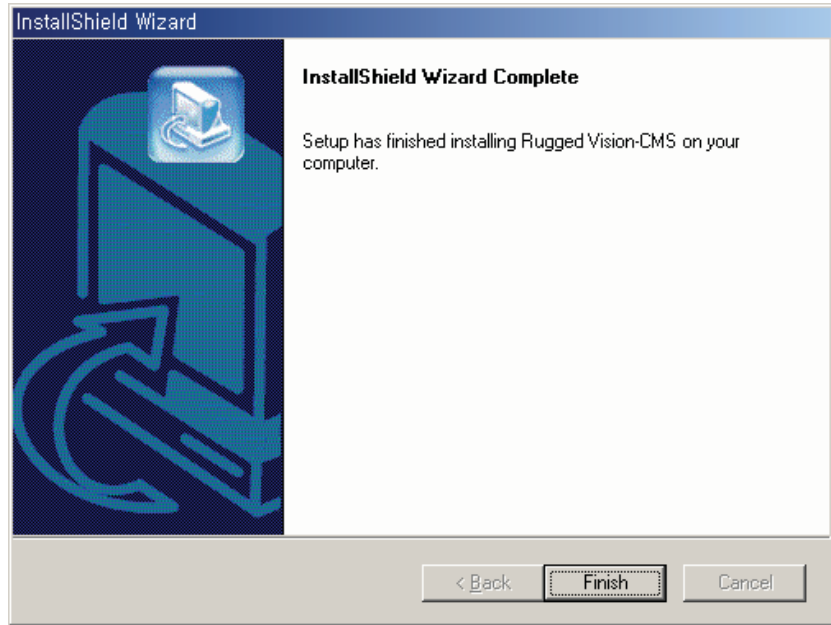 InstallShield Wizard
InstallShield Wizard Complete
Setup has finished installing Rugged Vision-CMS on your
computer.
< Back
Finish
Cancel